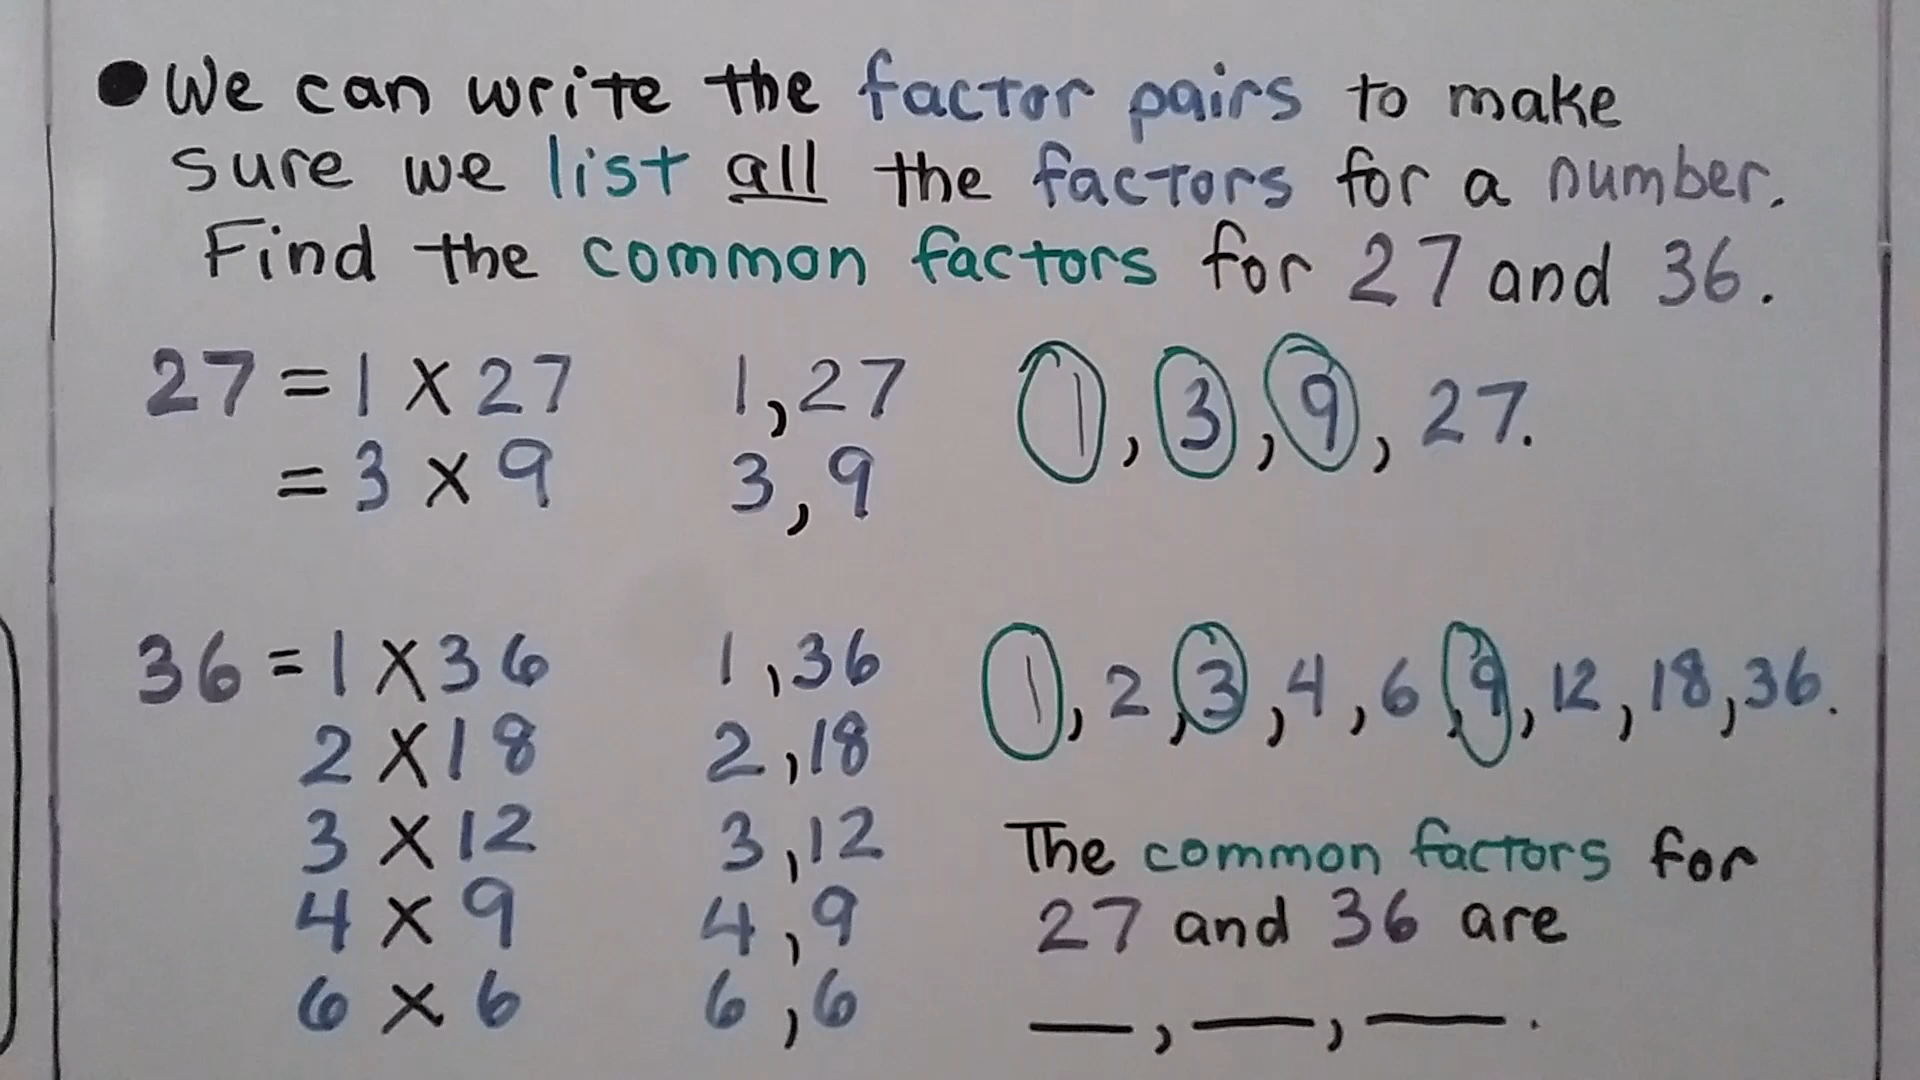 ● We can write the factor pairs to make
sure we list all the factors for a number.
Find the common factors for 27 and 36.
27 = 1 × 27 1, 27 1, 3, 9, 27.
= 3 × 9 3, 9
36 = 1 × 36 1, 36 1, 2, 3, 4, 6, 9, 12, 18, 36.
2 × 18 2, 18
3 × 12 3, 12
4 × 9 4, 9
6 × 6 6, 6
The common factors for
27 and 36 are
__, __, __.